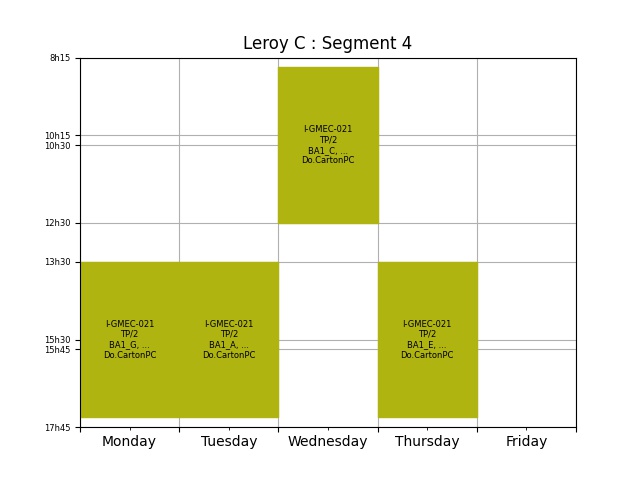 Leroy C : Segment 4
8h15
10h15
10h30
12h30
13h30
15h30
15h45
17h45
I-GMEC-021
TP/2
BA1_C, ...
Do.CartonPC
I-GMEC-021
TP/2
BA1_G, ...
Do.CartonPC
I-GMEC-021
TP/2
BA1_A, ...
Do.CartonPC
I-GMEC-021
TP/2
BA1_E, ...
Do.CartonPC
Monday
Tuesday
Wednesday
Thursday
Friday